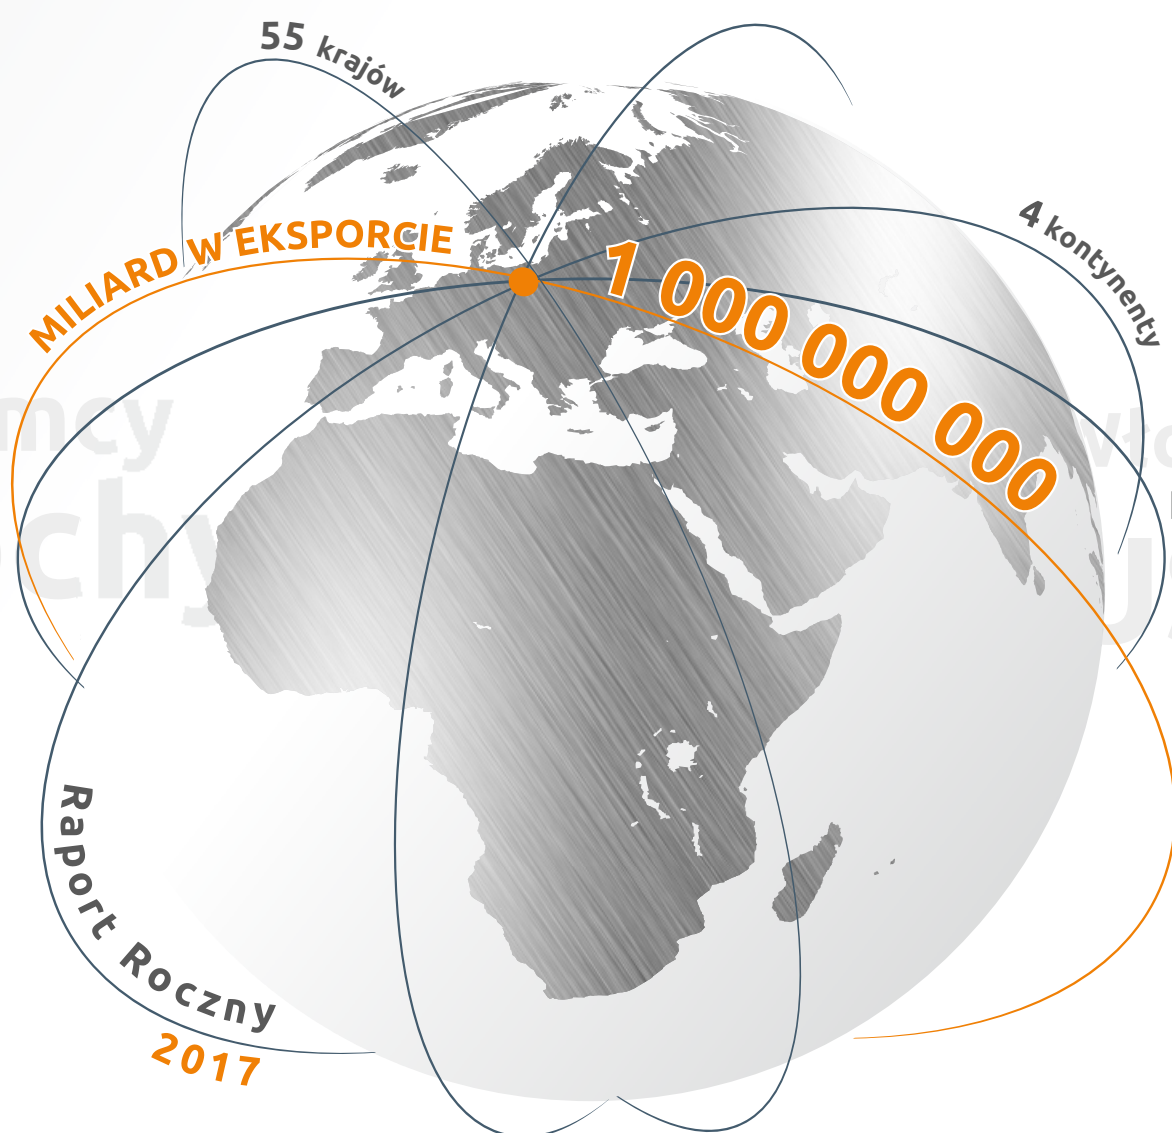 55 krajów
4 kontynenty
MILIARD W EKSPORCIE
1 000 000 000
Raport Roczny
2017